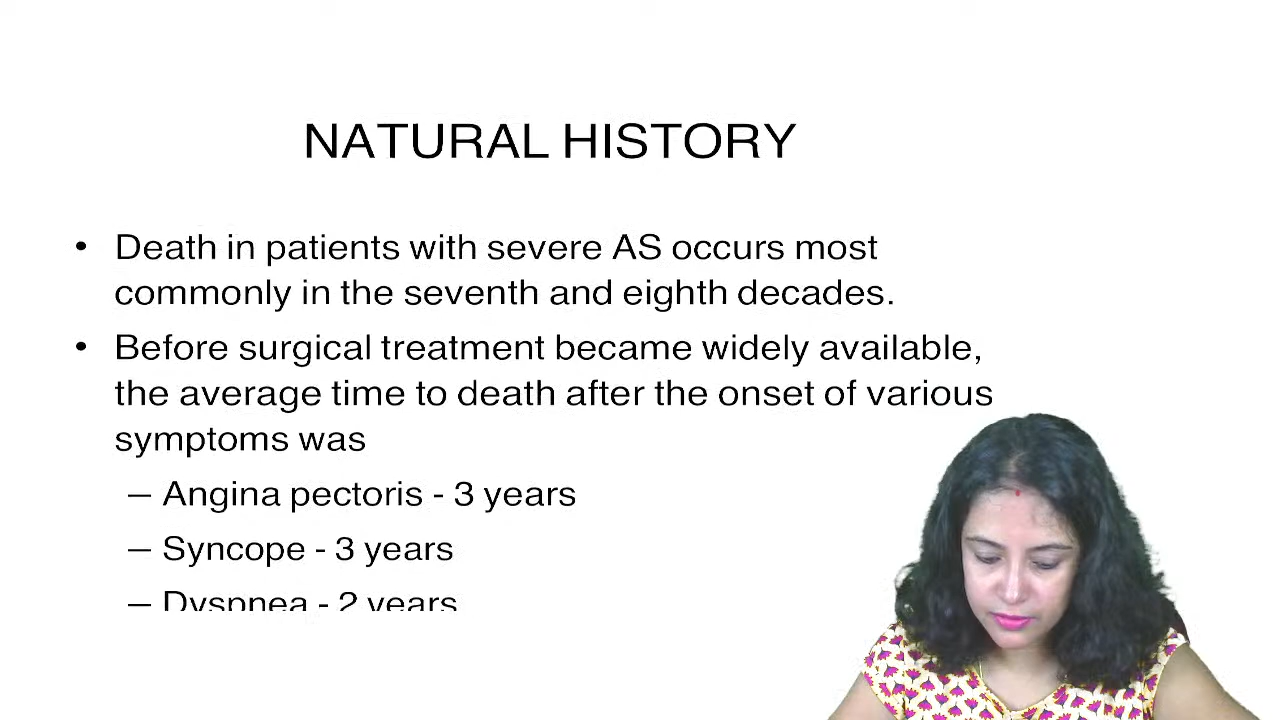 NATURAL HISTORY
• Death in patients with severe AS occurs most
commonly in the seventh and eighth decades.
• Before surgical treatment became widely available,
the average time to death after the onset of various
symptoms was
– Angina pectoris - 3 years
– Syncope - 3 years
– Dyspnea - 2 years